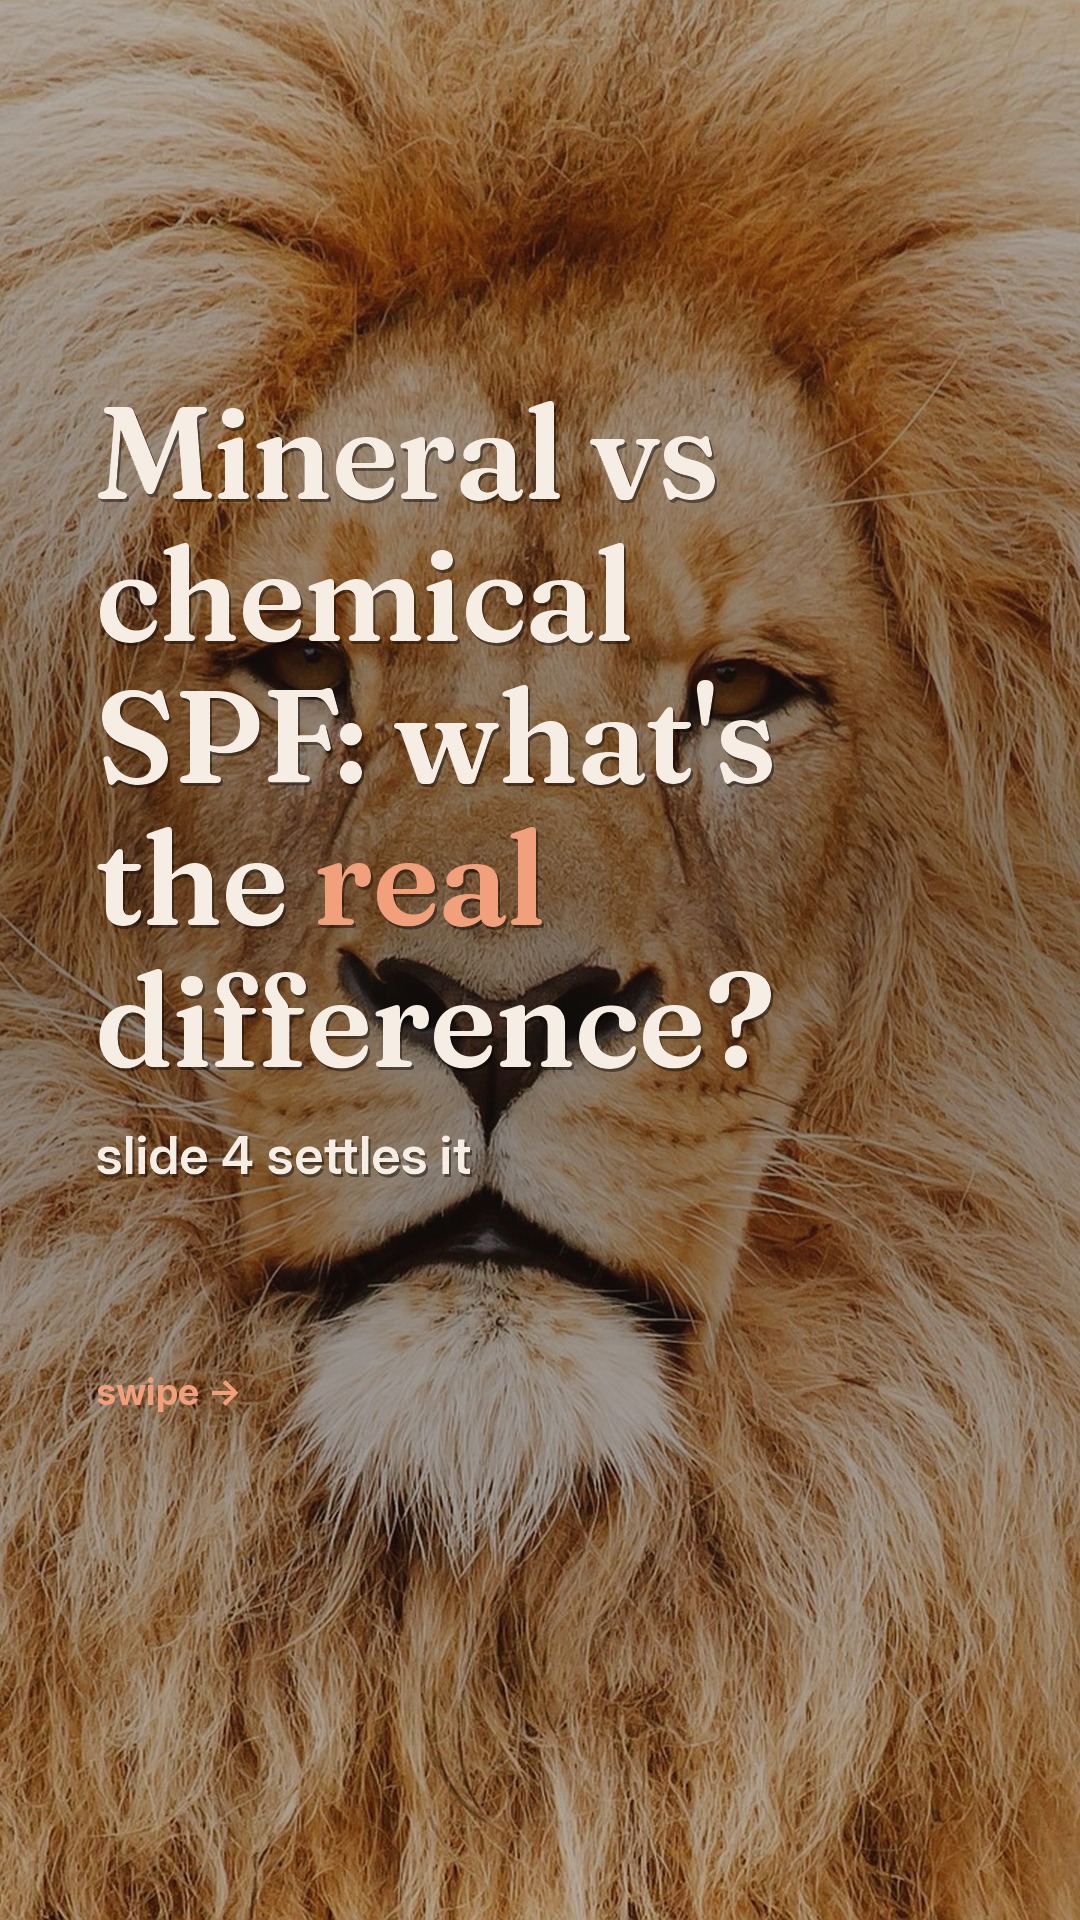 Mineral vs
chemical
SPF: what's
the real
difference?
slide 4 settles it
swipe →